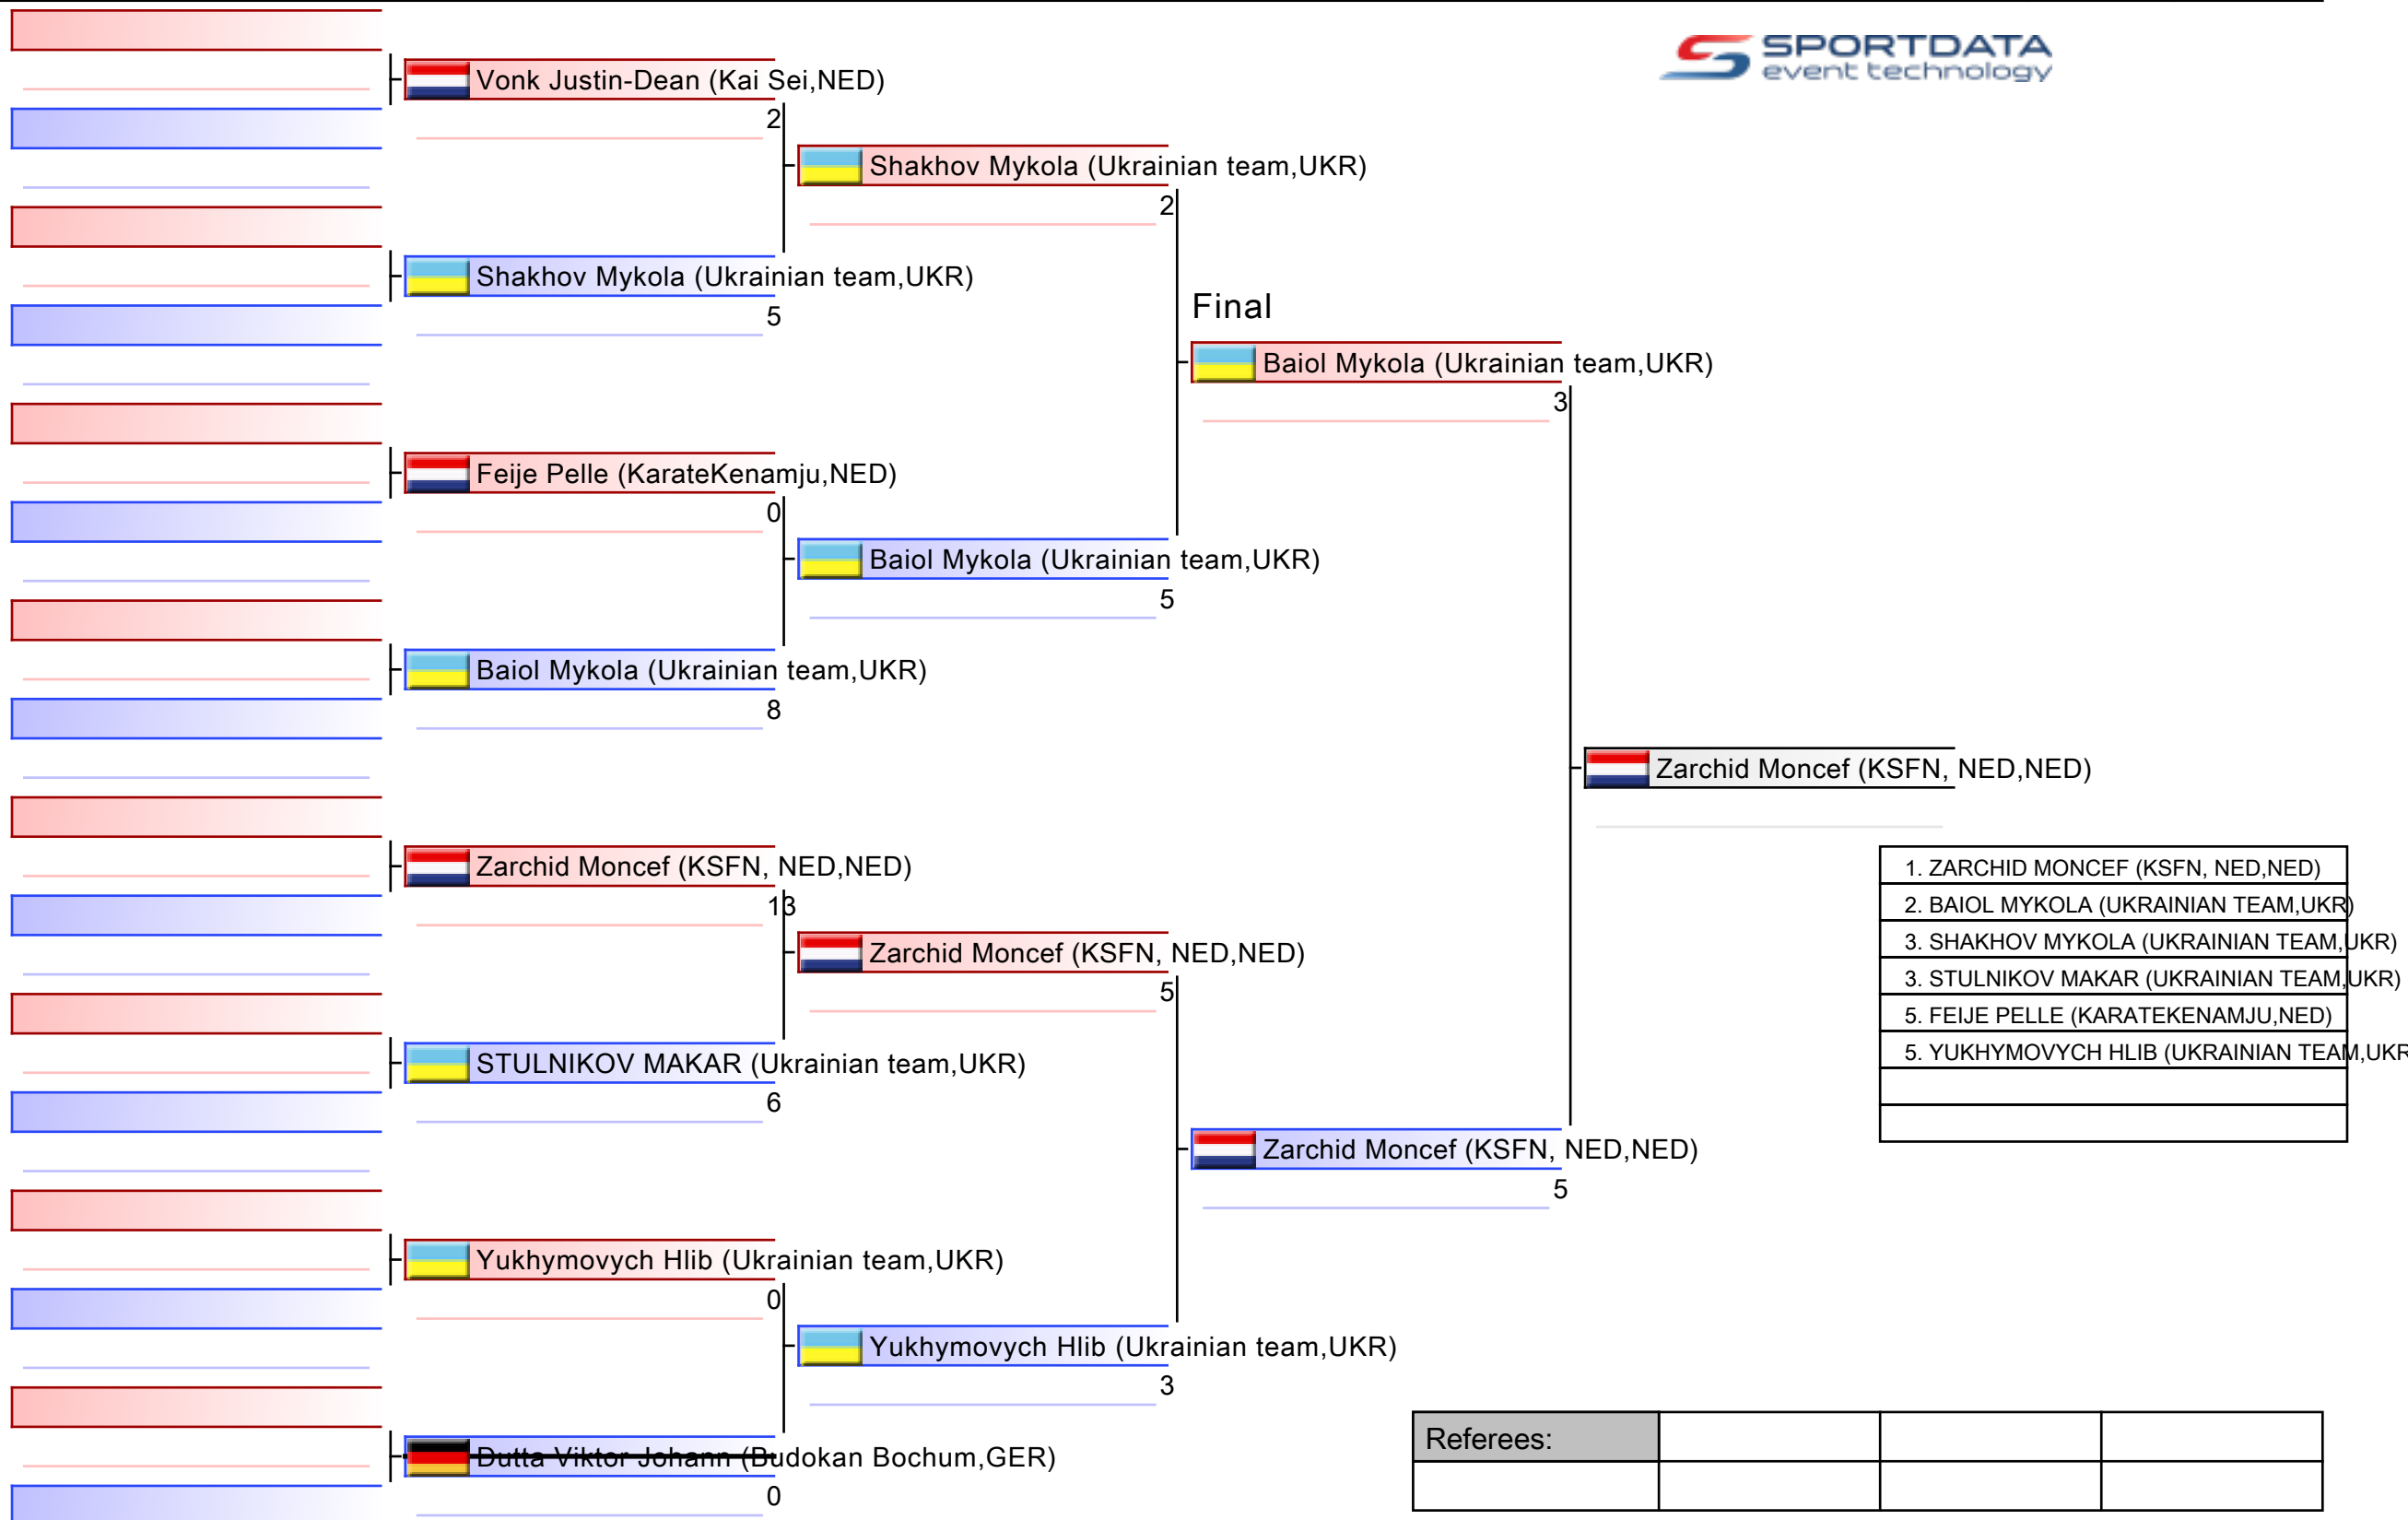 SPORTDATA
event technology
Vonk Justin-Dean (Kai Sei,NED)
2
Shakhov Mykola (Ukrainian team,UKR)
2
Shakhov Mykola (Ukrainian team,UKR)
5
Final
Baiol Mykola (Ukrainian team,UKR)
3
Feije Pelle (KarateKenamju,NED)
0
Baiol Mykola (Ukrainian team,UKR)
5
Baiol Mykola (Ukrainian team,UKR)
8
Zarchid Moncef (KSFN, NED,NED)
Zarchid Moncef (KSFN, NED,NED)
13
Zarchid Moncef (KSFN, NED,NED)
5
STULNIKOV MAKAR (Ukrainian team,UKR)
6
Zarchid Moncef (KSFN, NED,NED)
5
Yukhymovych Hlib (Ukrainian team,UKR)
0
Yukhymovych Hlib (Ukrainian team,UKR)
3
Dutta Viktor Johann (Budokan Bochum,GER)
0
1. ZARCHID MONCEF (KSFN, NED,NED)
2. BAIOL MYKOLA (UKRAINIAN TEAM,UKR)
3. SHAKHOV MYKOLA (UKRAINIAN TEAM,UKR)
3. STULNIKOV MAKAR (UKRAINIAN TEAM,UKR)
5. FEIJE PELLE (KARATEKENAMJU,NED)
5. YUKHYMOVYCH HLIB (UKRAINIAN TEAM,UKR
Referees: